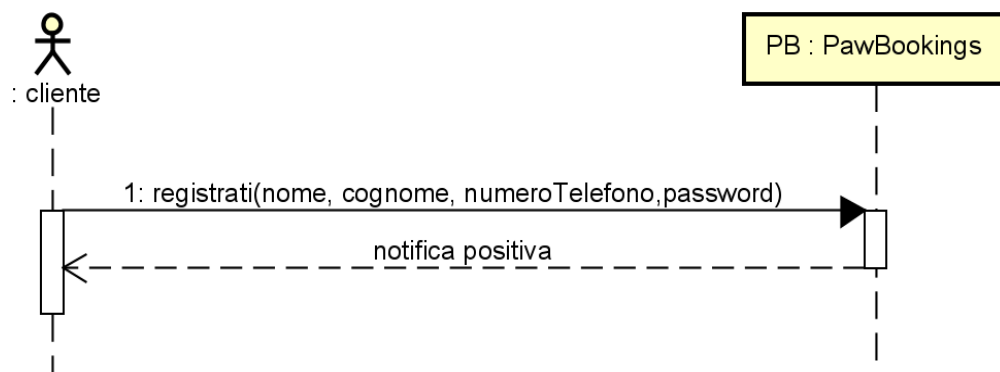 PB : PawBookings
: cliente
1: registrati(nome, cognome, numeroTelefono,password)
notifica positiva